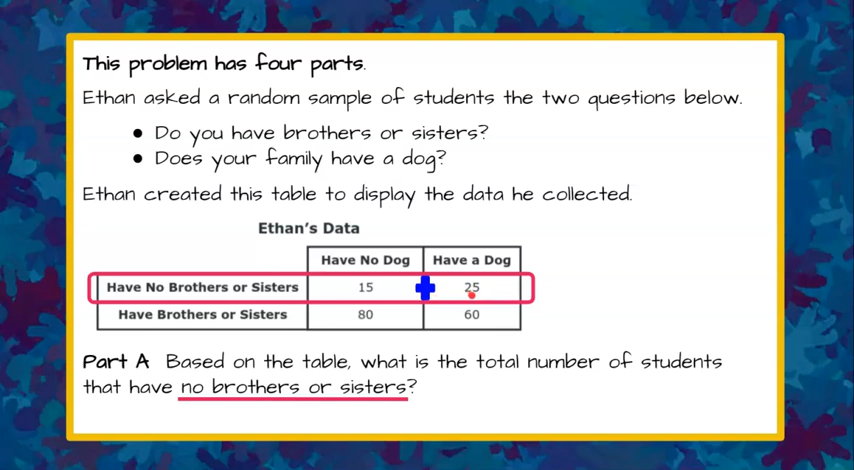 This problem has four parts.
Ethan asked a random sample of students the two questions below.
• Do you have brothers or sisters?
• Does your family have a dog?
Ethan created this table to display the data he collected.
Ethan's Data
Have No Dog Have a Dog
Have No Brothers or Sisters 15 25
Have Brothers or Sisters 80 60
Part A Based on the table, what is the total number of students
that have no brothers or sisters?